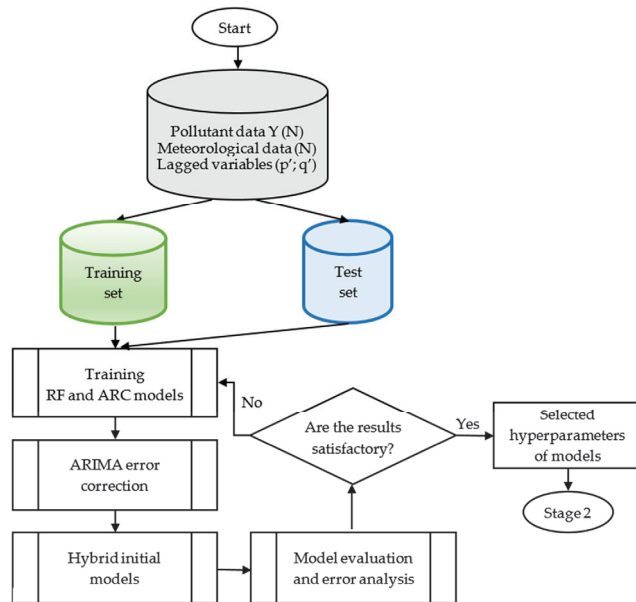 Start
Pollutant data Y (N)
Meteorological data (N)
Lagged variables (p'; q')
Training
set
Test
set
Training
RF and ARC models
No
Are the results
satisfactory?
Yes
Selected
hyperparameters
of models
ARIMA error
correction
Stage 2
Hybrid initial
models
Model evaluation
and error analysis